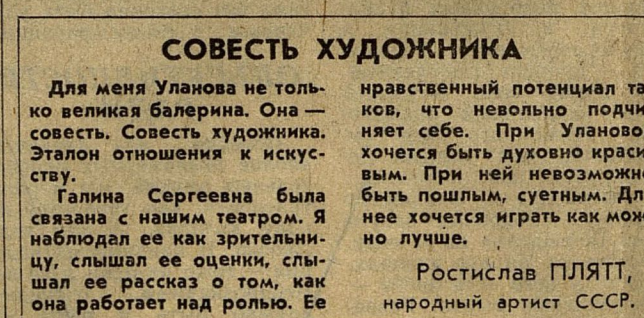 СОВЕСТЬ ХУДОЖНИКА
Для меня Уланова не толь-
ко великая балерина. Она —
совесть. Совесть художника.
Эталон отношения к искус-
ству.
Галина Сергеевна была
связана с нашим театром. Я
наблюдал ее как зрительни-
цу, слышал ее оценки, слы-
шал ее рассказ о том, как
она работает над ролью. Ее
нравственный потенциал та
ков, что невольно подчи
няет себе. При Уланово
хочется быть духовно краси
вым. При ней невозможн
быть пошлым, суетным. Дл
нее хочется играть как мож
но лучше.
Ростислав ПЛЯТТ,
народный артист СССР.